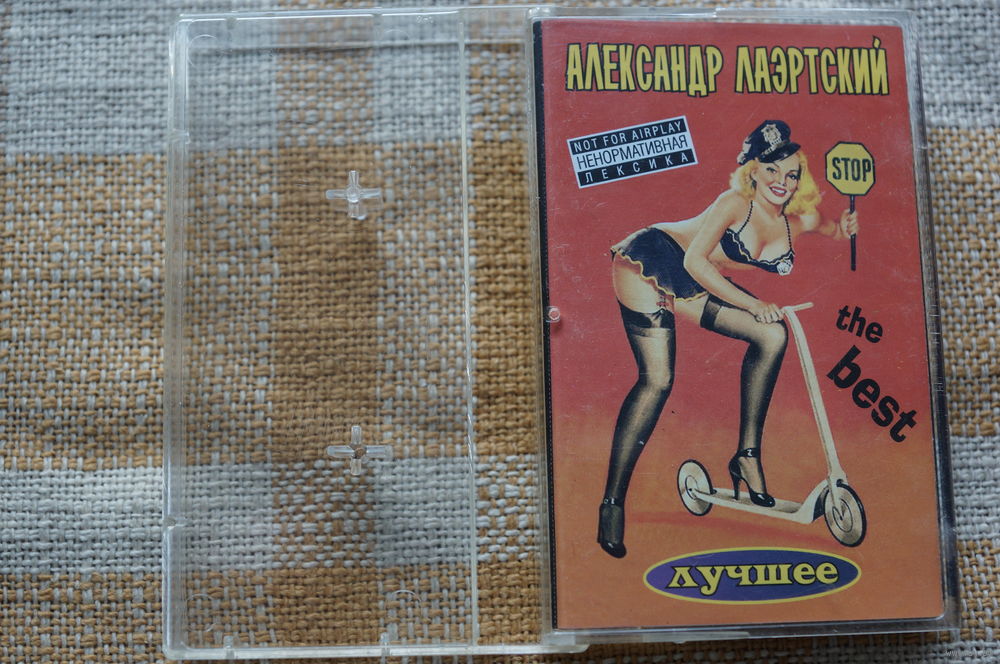 АЛЕКСАНДР ЛАЭРТСКИЙ
NOT FOR AIRPLAY
НЕНОРМАТИВНАЯ
ЛЕКСИКА
STOP
the
best
лучшее